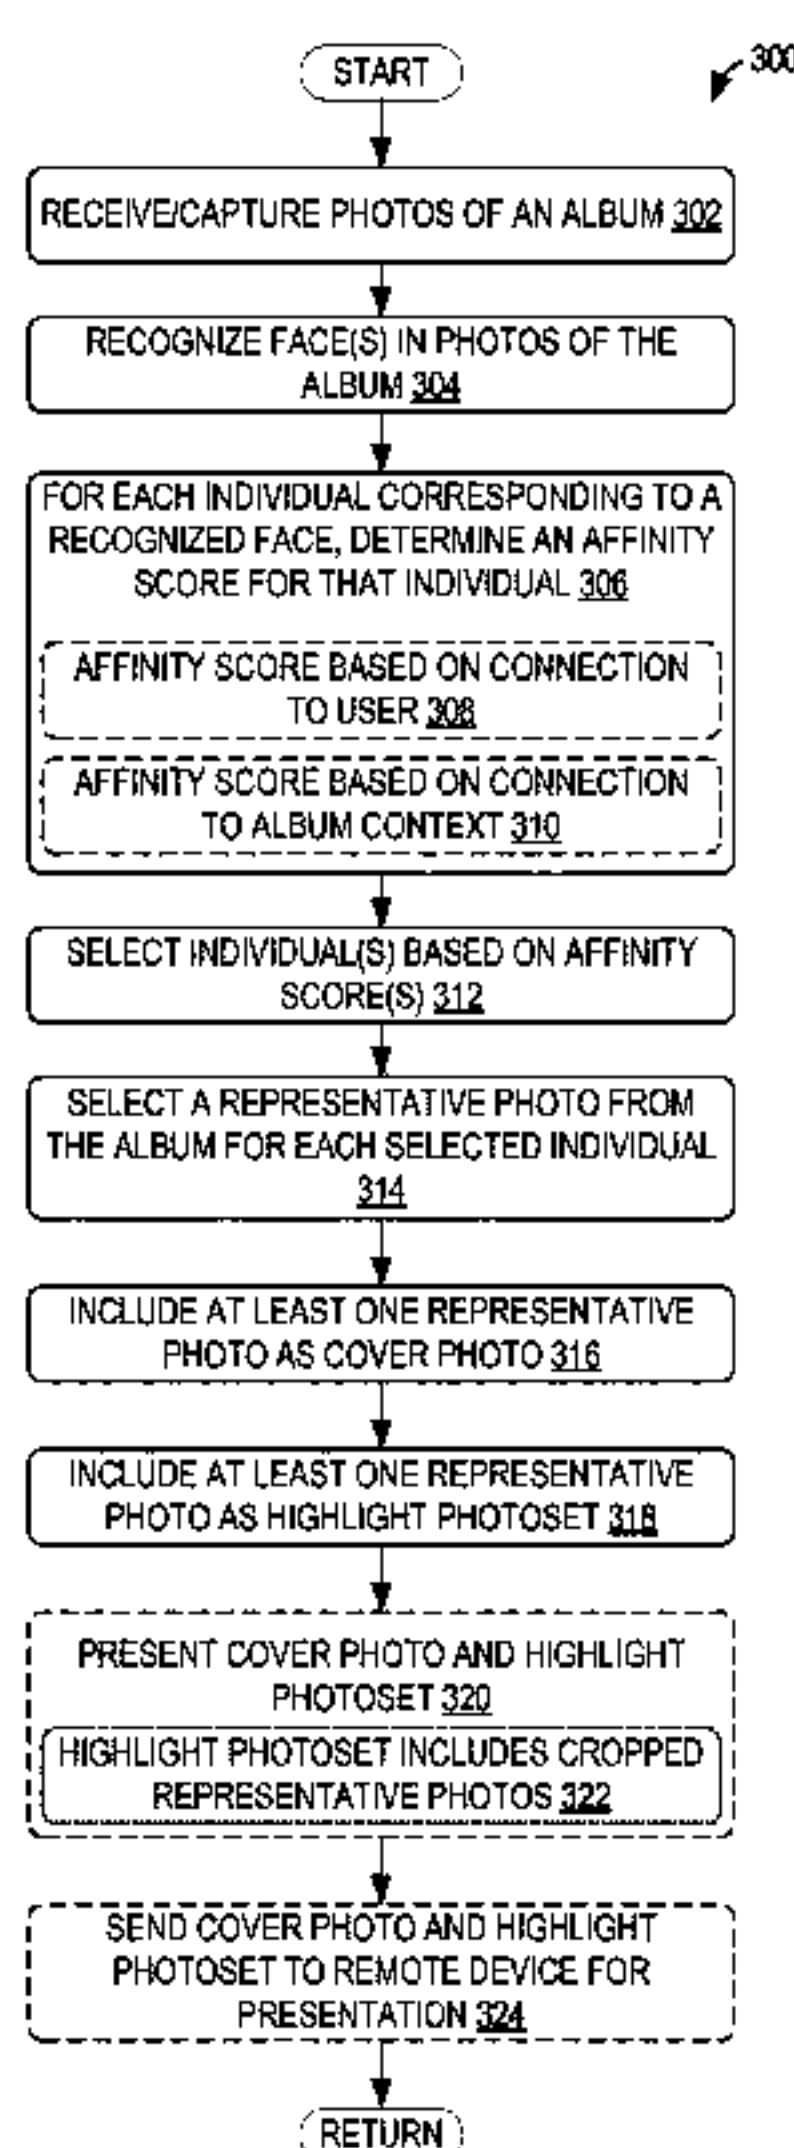 START
300
RECEIVE/CAPTURE PHOTOS OF AN ALBUM 302
RECOGNIZE FACE(S) IN PHOTOS OF THE
ALBUM 304
FOR EACH INDIVIDUAL CORRESPONDING TO A
RECOGNIZED FACE, DETERMINE AN AFFINITY
SCORE FOR THAT INDIVIDUAL 306
AFFINITY SCORE BASED ON CONNECTION
TO USER 308
AFFINITY SCORE BASED ON CONNECTION
TO ALBUM CONTEXT 310
SELECT INDIVIDUAL(S) BASED ON AFFINITY
SCORE(S) 312
SELECT A REPRESENTATIVE PHOTO FROM
THE ALBUM FOR EACH SELECTED INDIVIDUAL
314
INCLUDE AT LEAST ONE REPRESENTATIVE
PHOTO AS COVER PHOTO 316
INCLUDE AT LEAST ONE REPRESENTATIVE
PHOTO AS HIGHLIGHT PHOTOSET 318
PRESENT COVER PHOTO AND HIGHLIGHT
PHOTOSET 320
HIGHLIGHT PHOTOSET INCLUDES CROPPED
REPRESENTATIVE PHOTOS 322
SEND COVER PHOTO AND HIGHLIGHT
PHOTOSET TO REMOTE DEVICE FOR
PRESENTATION 324
RETURN